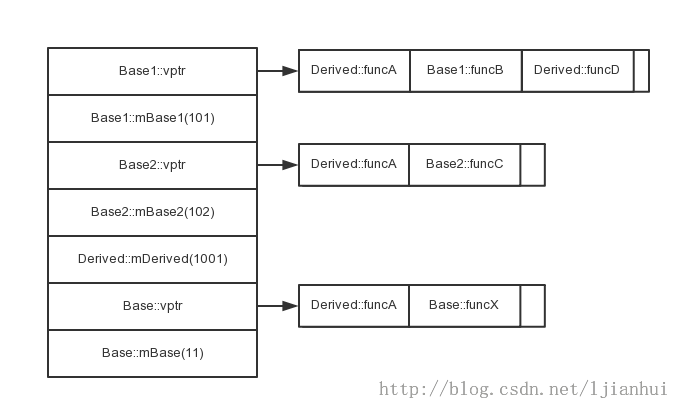 Base1::vptr
Derived::funcA
Base1::funcB
Derived::funcD
Base1::mBase1(101)
Base2::vptr
Derived::funcA
Base2::funcC
Base2::mBase2(102)
Derived::mDerived(1001)
Base::vptr
Derived::funcA
Base::funcX
Base::mBase(11)
http://blog.csdn.net/ljianhui